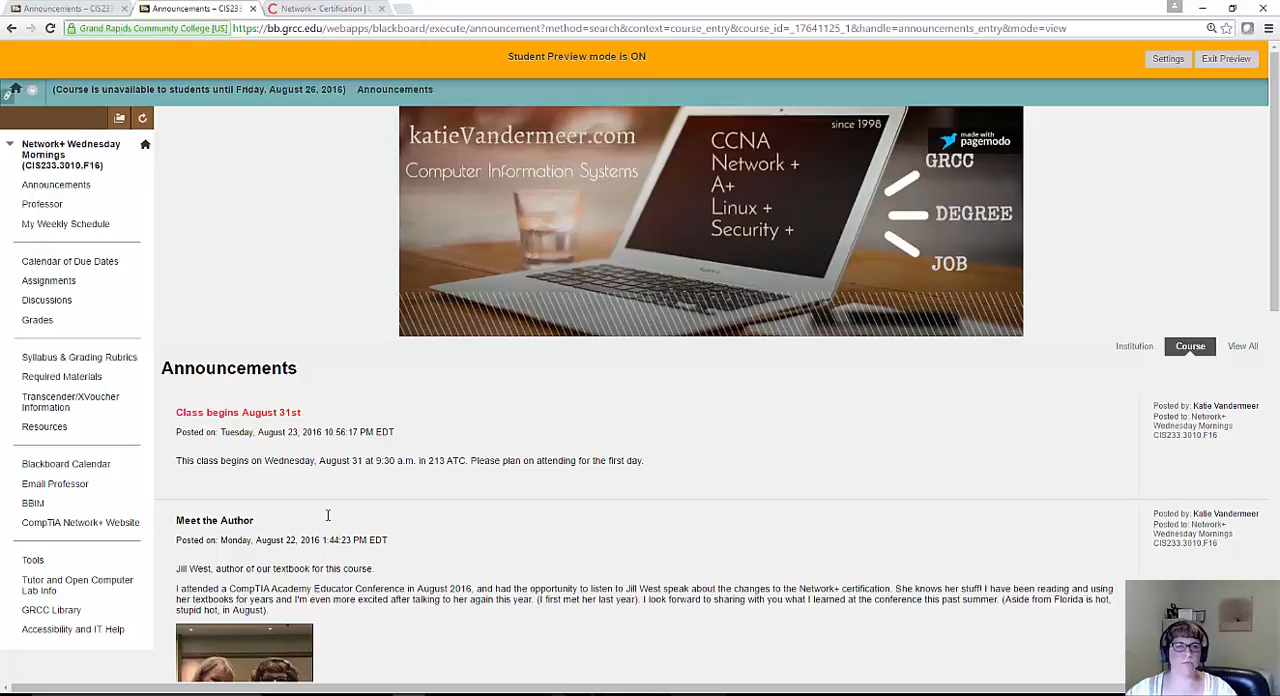 Announcements – CIS23
Announcements – CIS23
Network+ Certification |
Grand Rapids Community College [US]
https://bb.grcc.edu/webapps/blackboard/execute/announcement?method=search&context=course_entry&course_id=_17641125_1&handle=announcements_entry&mode=view
Student Preview mode is ON
Settings
Exit Preview
(Course is unavailable to students until Friday, August 26, 2016) Announcements
Network+ Wednesday
Mornings
(CIS233.3010.F16)
Announcements
Professor
My Weekly Schedule
Calendar of Due Dates
Assignments
Discussions
Grades
Syllabus & Grading Rubrics
Required Materials
Transcender/XVoucher
Information
Resources
Blackboard Calendar
Email Professor
BBIM
CompTIA Network+ Website
Tools
Tutor and Open Computer
Lab Info
GRCC Library
Accessibility and IT Help
katieVandermeer.com
Computer Information Systems
CCNA
Network +
A+
Linux +
Security +
since 1998
made with
pagemodo
GRCC
DEGREE
JOB
Institution
Course
View All
Announcements
Class begins August 31st
Posted on: Tuesday, August 23, 2016 10:56:17 PM EDT
This class begins on Wednesday, August 31 at 9:30 a.m. in 213 ATC. Please plan on attending for the first day.
Posted by: Katie Vandermeer
Posted to: Network+
Wednesday Mornings
CIS233.3010.F16
Meet the Author
Posted on: Monday, August 22, 2016 1:44:23 PM EDT
Jill West, author of our textbook for this course.
I attended a CompTIA Academy Educator Conference in August 2016, and had the opportunity to listen to Jill West speak about the changes to the Network+ certification. She knows her stuff! I have been reading and using
her textbooks for years and I'm even more excited after talking to her again this year. (I first met her last year). I look forward to sharing with you what I learned at the conference this past summer. (Aside from Florida is hot,
stupid hot, in August).
Posted by: Katie Vandermeer
Posted to: Network+
Wednesday Mornings
CIS233.3010.F16